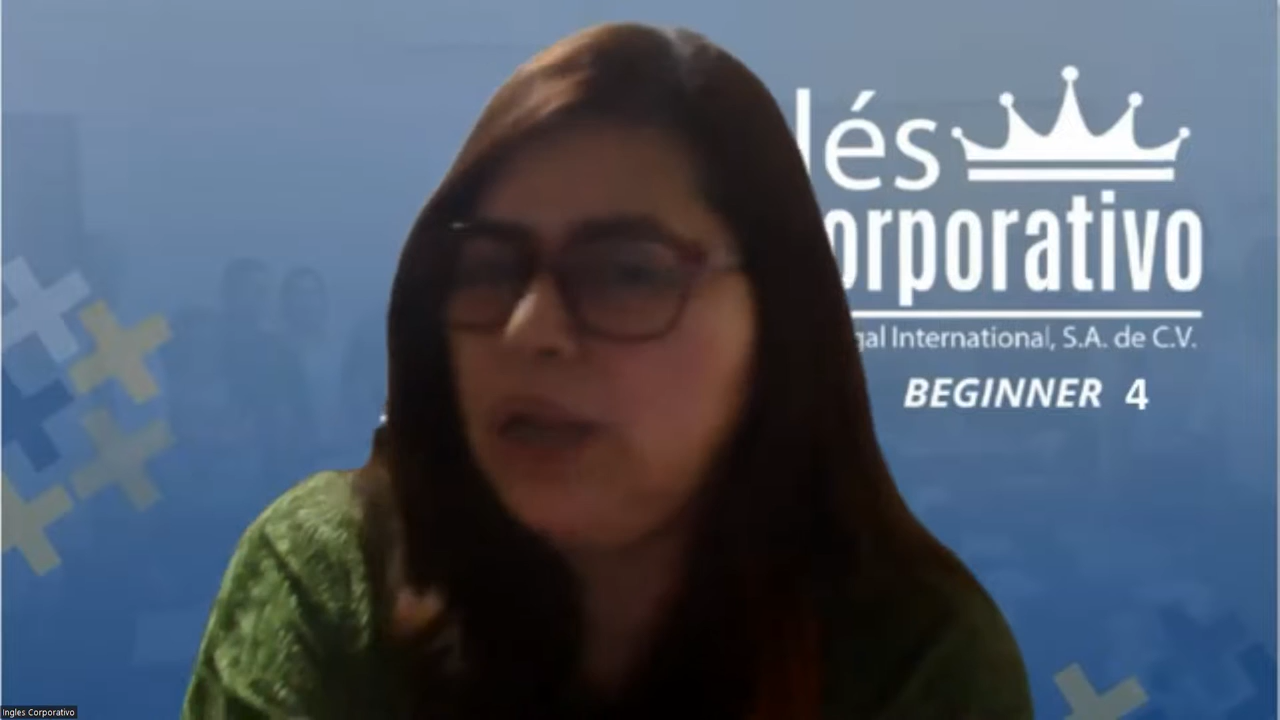 lés
orporativo
gal International, S.A. de C.V.
BEGINNER 4
Ingles Corporativo